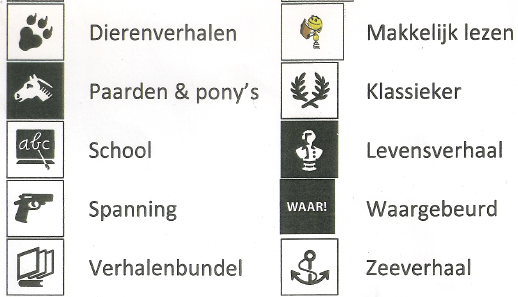 Dierenverhalen
Makkelijk lezen
Paarden & pony's
Klassieker
abc
School
Levensverhaal
Spanning
WAAR!
Waargebeurd
Verhalenbundel
Zeeverhaal